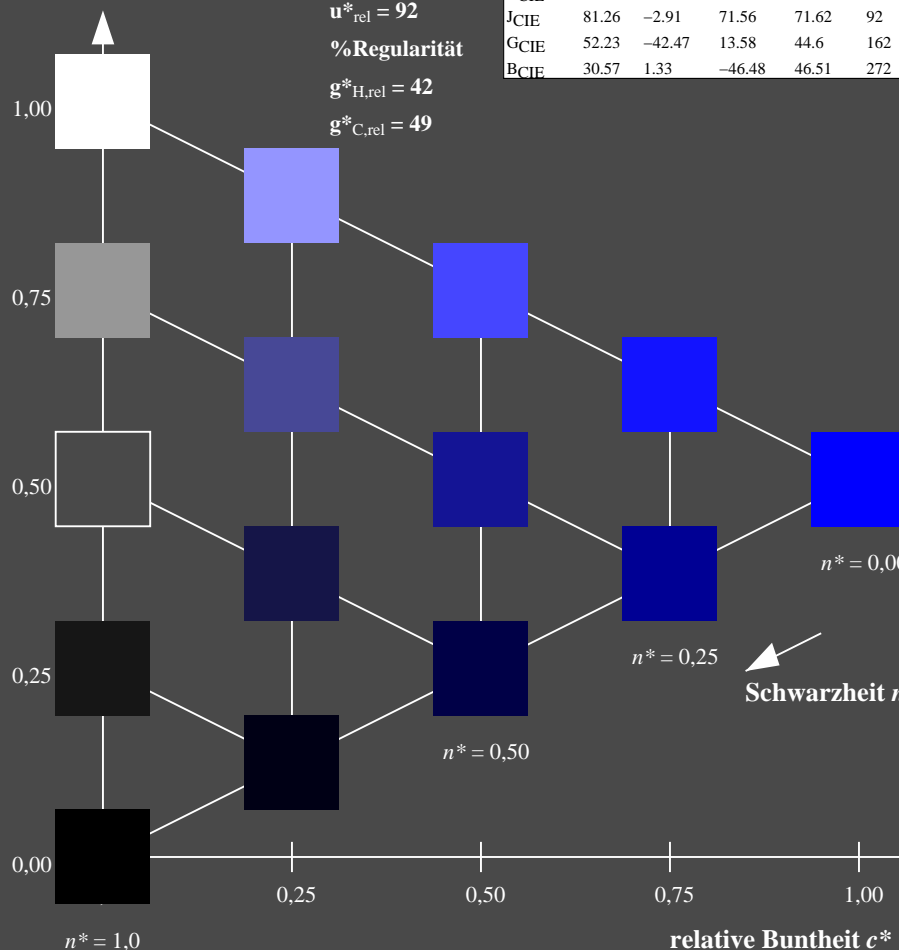 u*rel = 92
%Regularität
g*H,rel = 42
g*C,rel = 49
JCIE 81.26 −2.91 71.56 71.62 92
GCIE 52.23 −42.47 13.58 44.6 162
BCIE 30.57 1.33 −46.48 46.51 272
1,00
0,75
0,50
0,25
0,00
n* = 0,00
n* = 0,25
Schwarzheit n
n* = 0,50
0,25 0,50 0,75 1,00
n* = 1,0
relative Buntheit c*